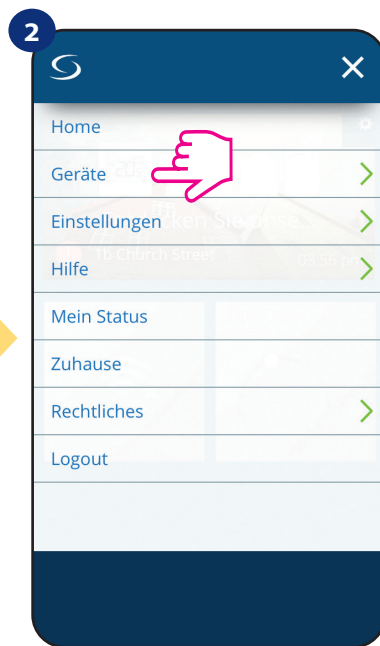 2
Home
Geräte
Einstellungen
Hilfe
Mein Status
Zuhause
Rechtliches
Logout